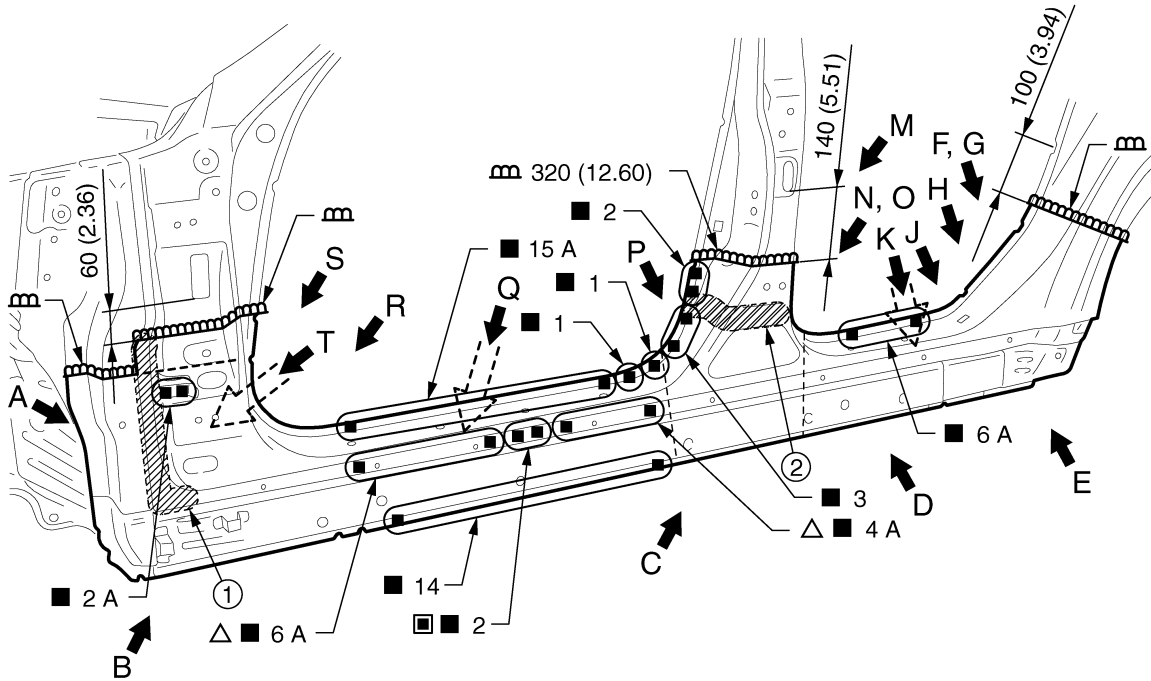 100 (3.94)
140 (5.51)
M
F, G
320 (12.60)
N, O
H
60 (2.36)
2
K
J
S
15 A
P
Q
1
R
1
T
A
6 A
2
E
3
D
4 A
C
14
1
2 A
2
6 A
B